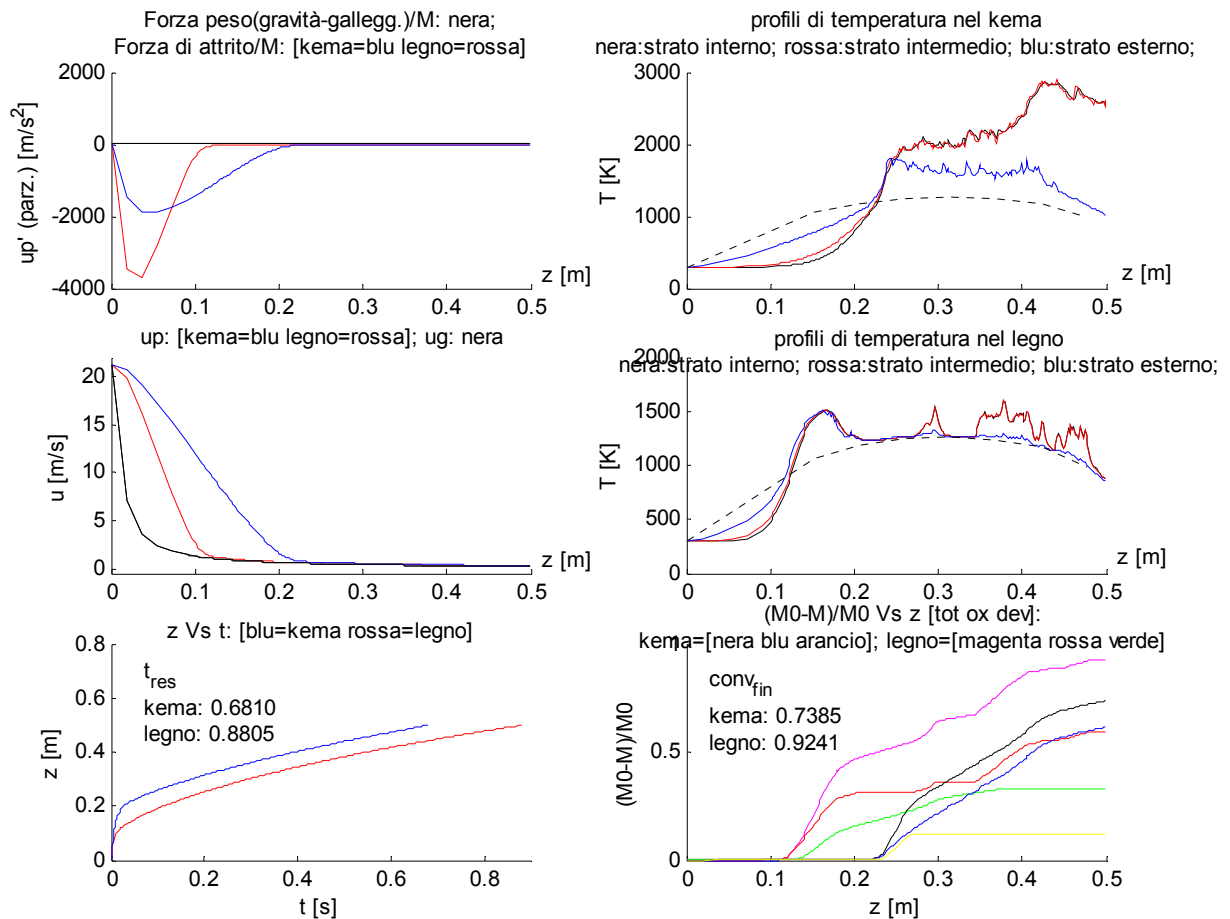 Forza peso(gravità-gallegg.)/M: nera;
Forza di attrito/M: [kema=blu legno=rossa]
2000
0
-2000
-4000
up' (parz.) [m/s²]
0
0.1
0.2
0.3
0.4
0.5
z [m]
profili di temperatura nel kema
nera:strato interno; rossa:strato intermedio; blu:strato esterno;
3000
2000
1000
0
T [K]
0
0.1
0.2
0.3
0.4
0.5
z [m]
up: [kema=blu legno=rossa]; ug: nera
20
15
10
5
0
u [m/s]
0
0.1
0.2
0.3
0.4
0.5
z [m]
profili di temperatura nel legno
nera:strato interno; rossa:strato intermedio; blu:strato esterno;
2000
1500
1000
500
0
T [K]
0
0.1
0.2
0.3
0.4
0.5
z [m]
z Vs t: [blu=kema rossa=legno]
0.8
0.6
0.4
0.2
0
z [m]
t_res
kema: 0.6810
legno: 0.8805
0
0.2
0.4
0.6
0.8
t [s]
(M0-M)/M0 Vs z [tot ox dev]:
kema=[nera blu arancio]; legno=[magenta rossa verde]
1
0.5
0
(M0-M)/M0
conv_fin
kema: 0.7385
legno: 0.9241
0
0.1
0.2
0.3
0.4
0.5
z [m]